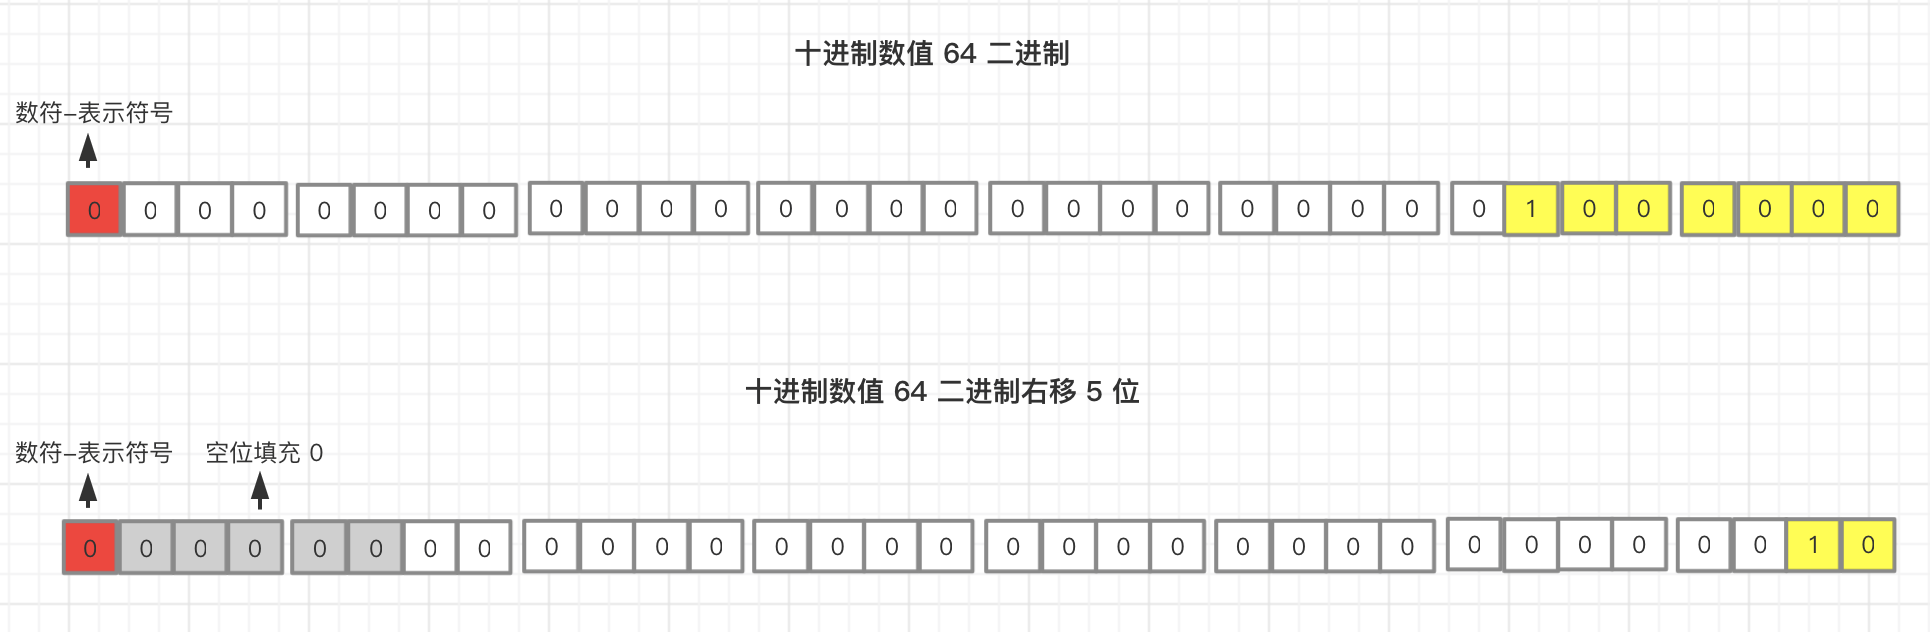 十进制数值 64 二进制
数符–表示符号
0 0 0 0 0 0 0 0 0 0 0 0 0 0 0 0 0 0 0 0 0 0 0 0 0 1 0 0 0 0 0 0
十进制数值 64 二进制右移 5 位
数符–表示符号 空位填充 0
0 0 0 0 0 0 0 0 0 0 0 0 0 0 0 0 0 0 0 0 0 0 0 0 0 0 0 0 0 0 1 0